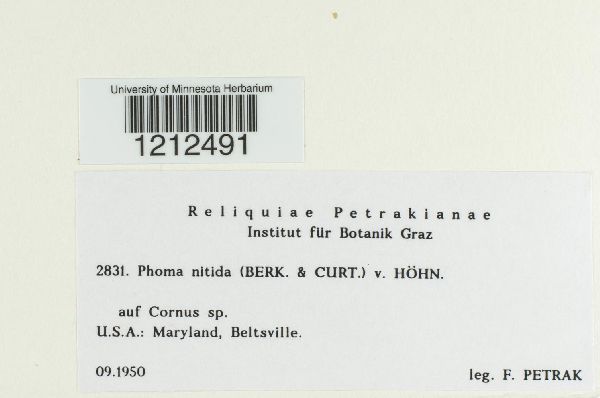 University of Minnesota Herbarium
1212491
Reliquiae Petrakianae
Institut für Botanik Graz
2831. Phoma nitida (BERK. & CURT.) v. HÖHN.
auf Cornus sp.
U.S.A.: Maryland, Beltsville.
09.1950 leg. F. PETRAK